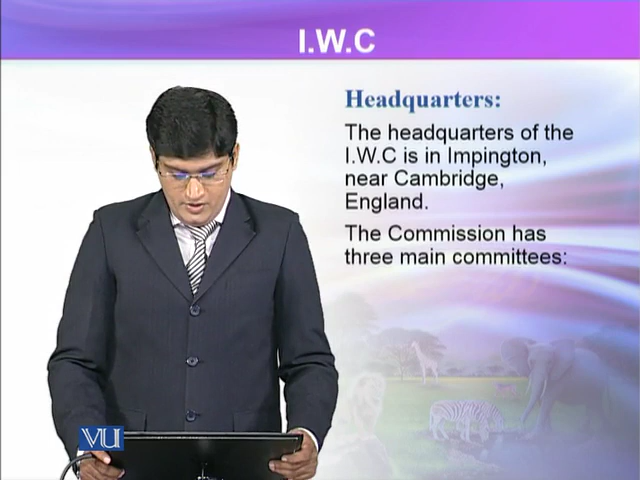 I.W.C
Headquarters:
The headquarters of the
I.W.C is in Impington,
near Cambridge,
England.
The Commission has
three main committees:
VU